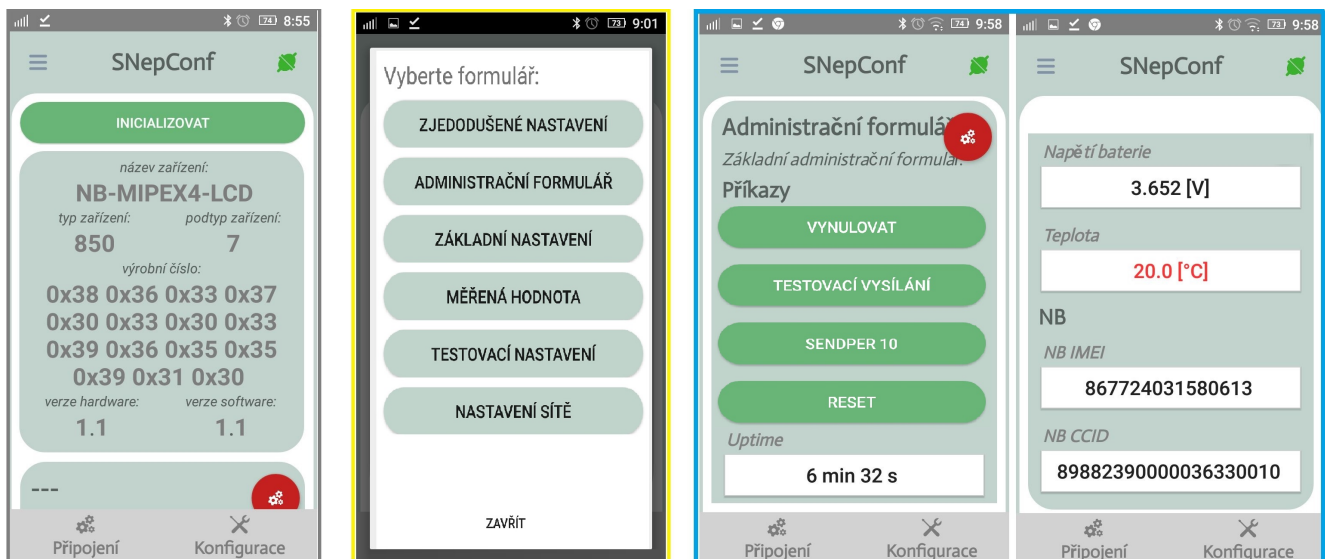 74 8:55
SNepConf
INICIALIZOVAT
název zařízení:
NB-MIPEX4-LCD
typ zařízení: podtyp zařízení:
850 7
výrobní číslo:
0x38 0x36 0x33 0x37
0x30 0x33 0x30 0x33
0x39 0x36 0x35 0x35
0x39 0x31 0x30
verze hardware: verze software:
1.1 1.1
---
Připojení Konfigurace
73 9:01
Vyberte formulář:
ZJEDODUŠENÉ NASTAVENÍ
ADMINISTRAČNÍ FORMULÁŘ
ZÁKLADNÍ NASTAVENÍ
MĚŘENÁ HODNOTA
TESTOVACÍ NASTAVENÍ
NASTAVENÍ SÍTĚ
ZAVŘÍT
74 9:58
SNepConf
Administrační formulář
Základní administrační formulář.
Příkazy
VYNULOVAT
TESTOVACÍ VYSÍLÁNÍ
SENDPER 10
RESET
Uptime
6 min 32 s
Připojení Konfigurace
73 9:58
SNepConf
Napětí baterie
3.652 [V]
Teplota
20.0 [°C]
NB
NB IMEI
867724031580613
NB CCID
89882390000036330010
Připojení Konfigurace